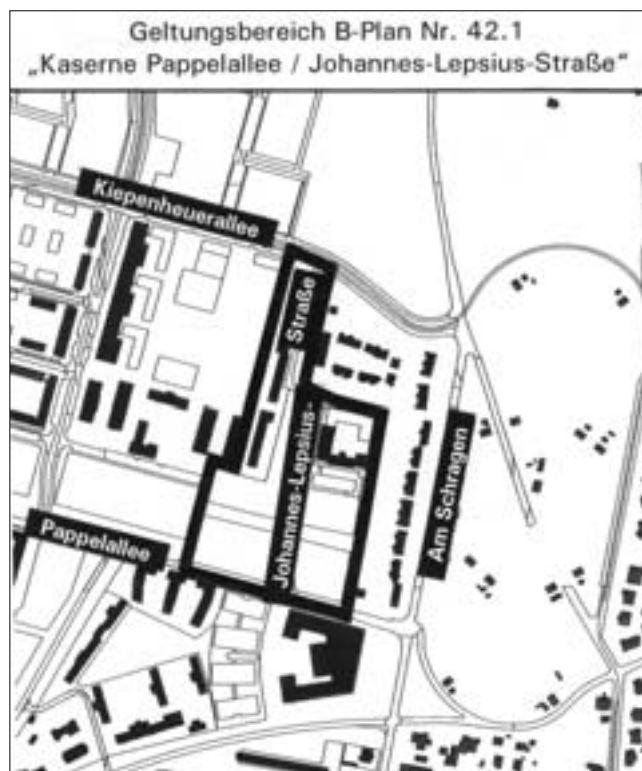 Geltungsbereich B-Plan Nr. 42.1
„Kaserne Pappelallee / Johannes-Lepsius-Straße“
Kiepenheuerallee
Straße
Johannes-Lepsius-
Am Schragen
Pappelallee